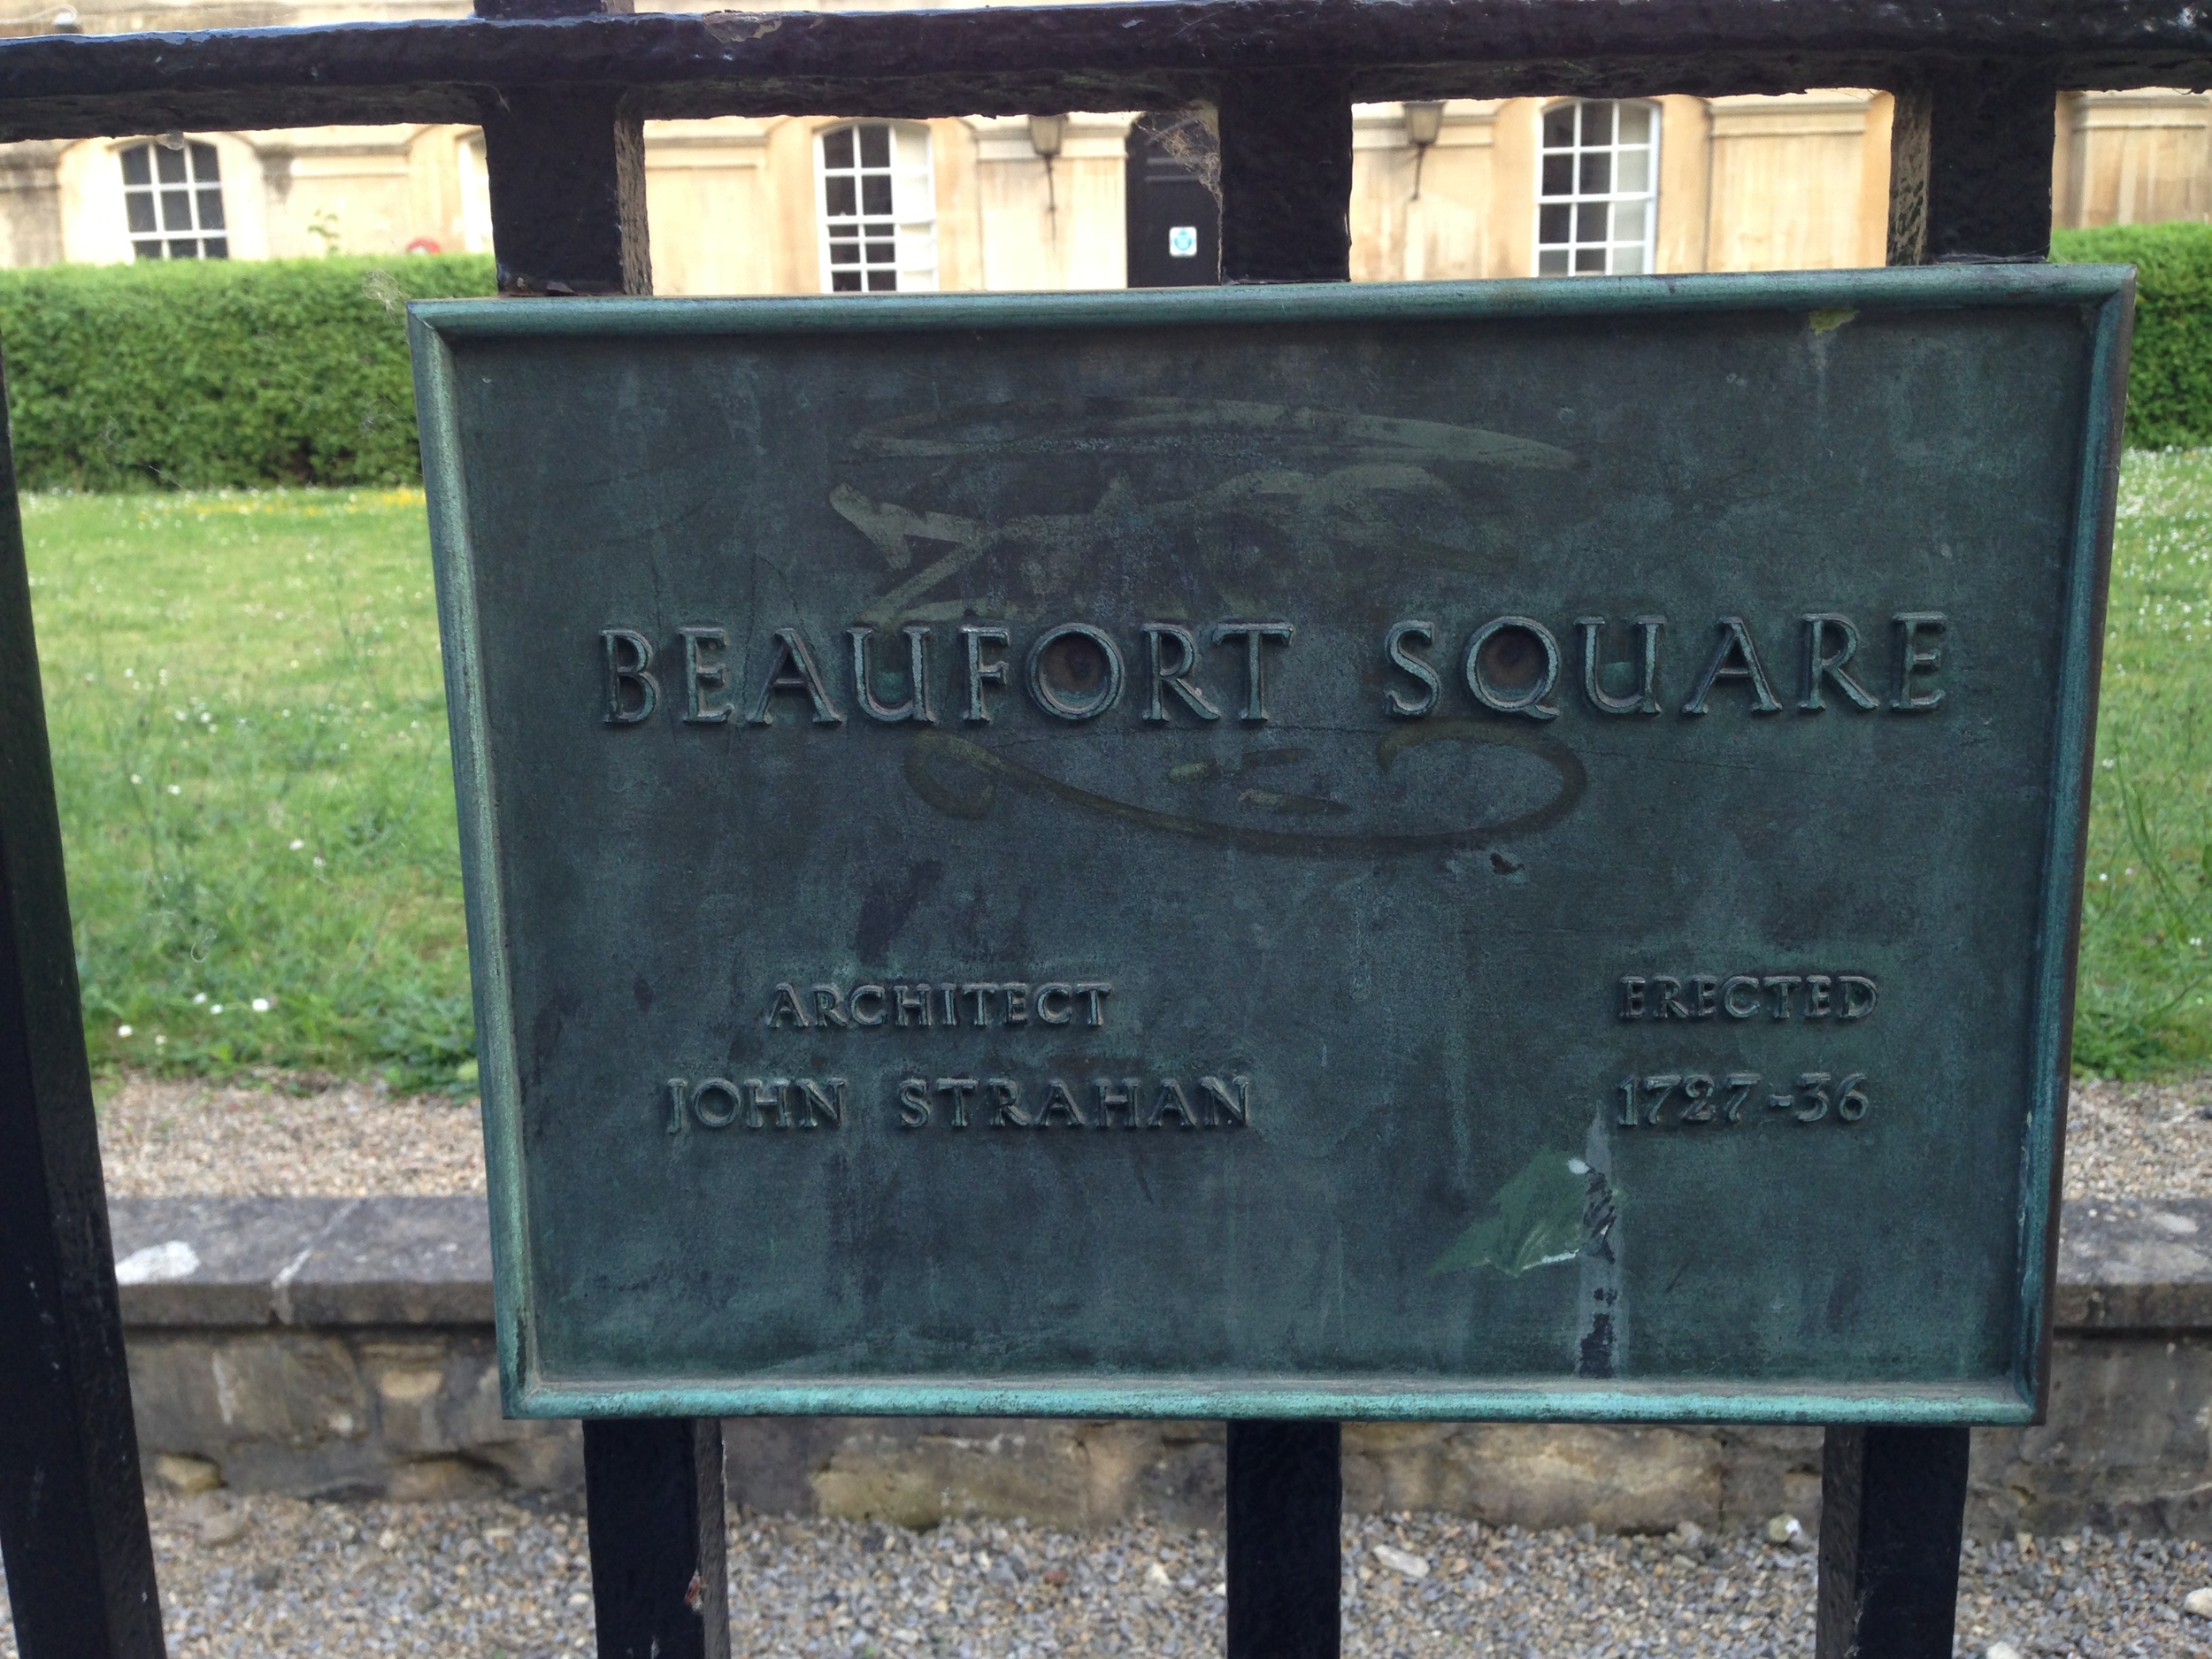 BEAUFORT SQUARE
ARCHITECT
JOHN STRAHAN
ERECTED
1727-36